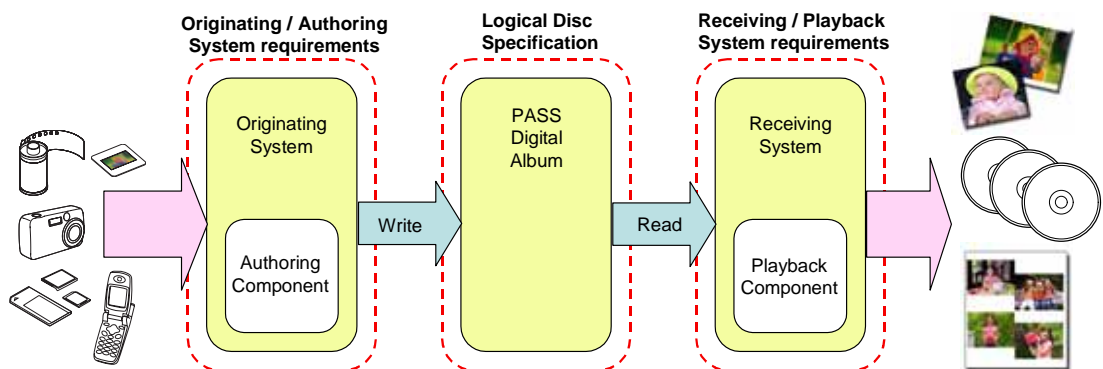 Originating / Authoring
System requirements
Logical Disc
Specification
Receiving / Playback
System requirements
Originating
System
PASS
Digital
Album
Receiving
System
Write
Read
Authoring
Component
Playback
Component